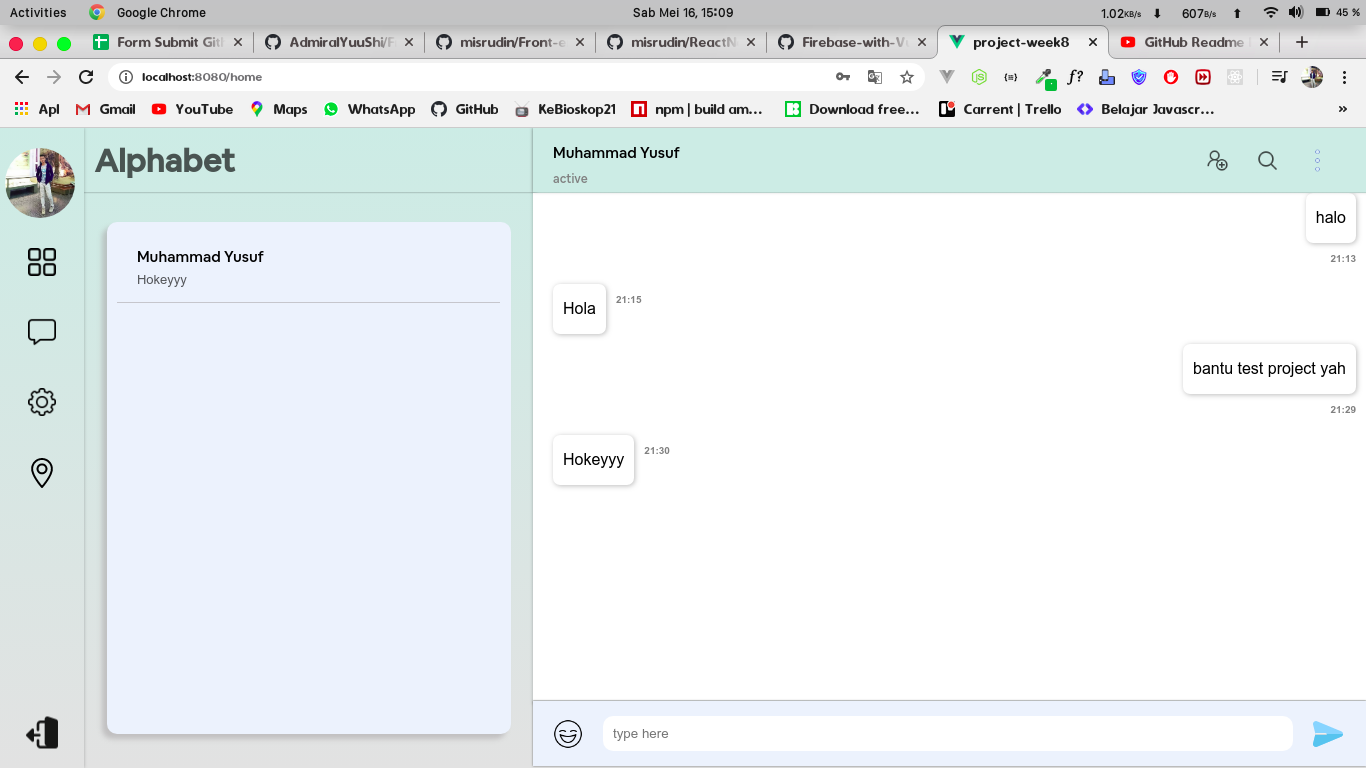 Activities Google Chrome Sab Mei 16, 15:09 1.02KB/s 607B/s 45 %
Form Submit Git AdmiralYuuShi/F misrudin/Front-e misrudin/ReactN Firebase-with-V project-week8 GitHub Readme
localhost:8080/home f?
Apl Gmail YouTube Maps WhatsApp GitHub KeBioskop21 npm | build am... Download free... Carrent | Trello Belajar Javascr... »
Alphabet
Muhammad Yusuf
Hokeyyy
Muhammad Yusuf
active
halo
21:13
Hola 21:15
bantu test project yah
21:29
Hokeyyy 21:30
type here